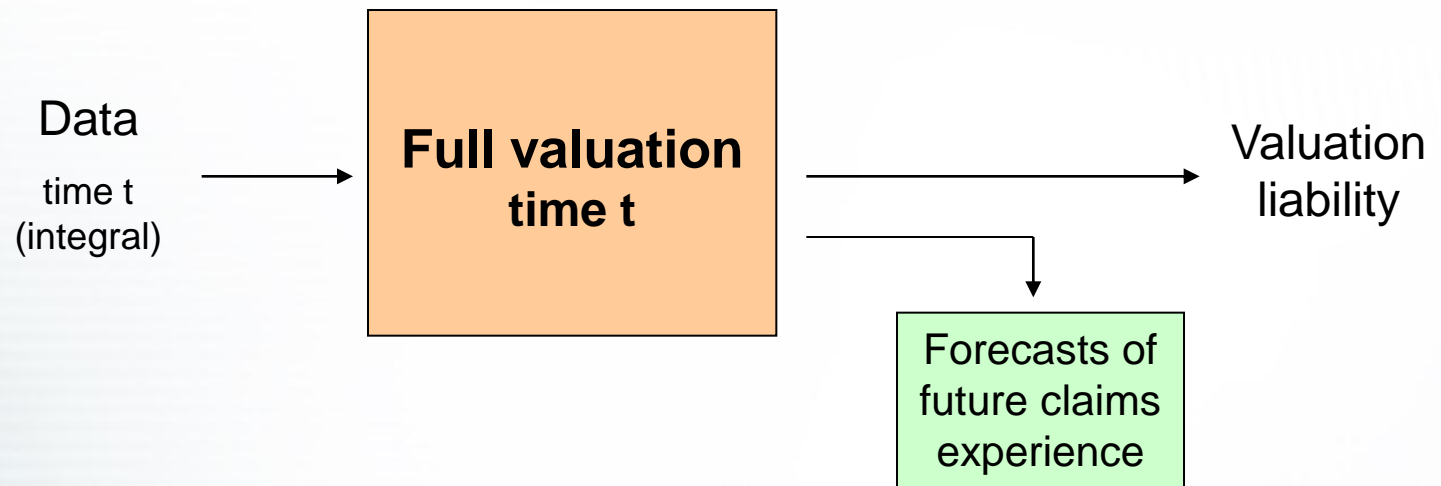 Data
time t
(integral)
Full valuation
time t
Valuation
liability
Forecasts of
future claims
experience